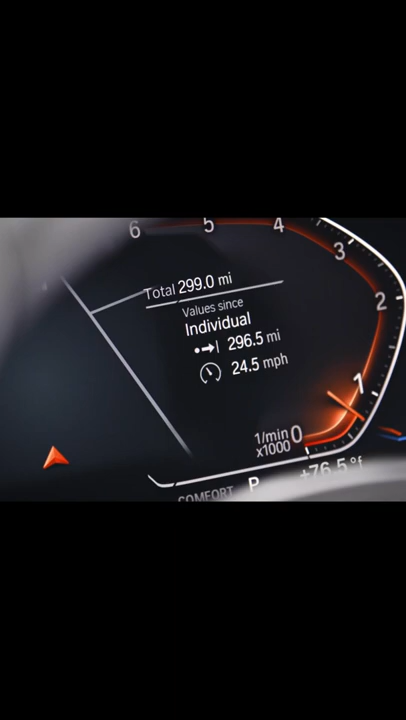 6 5 4 3 2 1 0
Total 299.0 mi
Values since
Individual
296.5 mi
24.5 mph
1/min
x1000
COMFORT P +76.5 °F